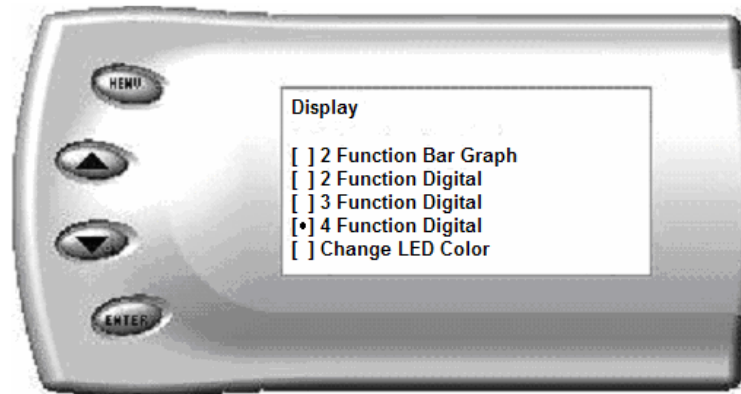 MENU
Display
[ ] 2 Function Bar Graph
[ ] 2 Function Digital
[ ] 3 Function Digital
[•] 4 Function Digital
[ ] Change LED Color
ENTER